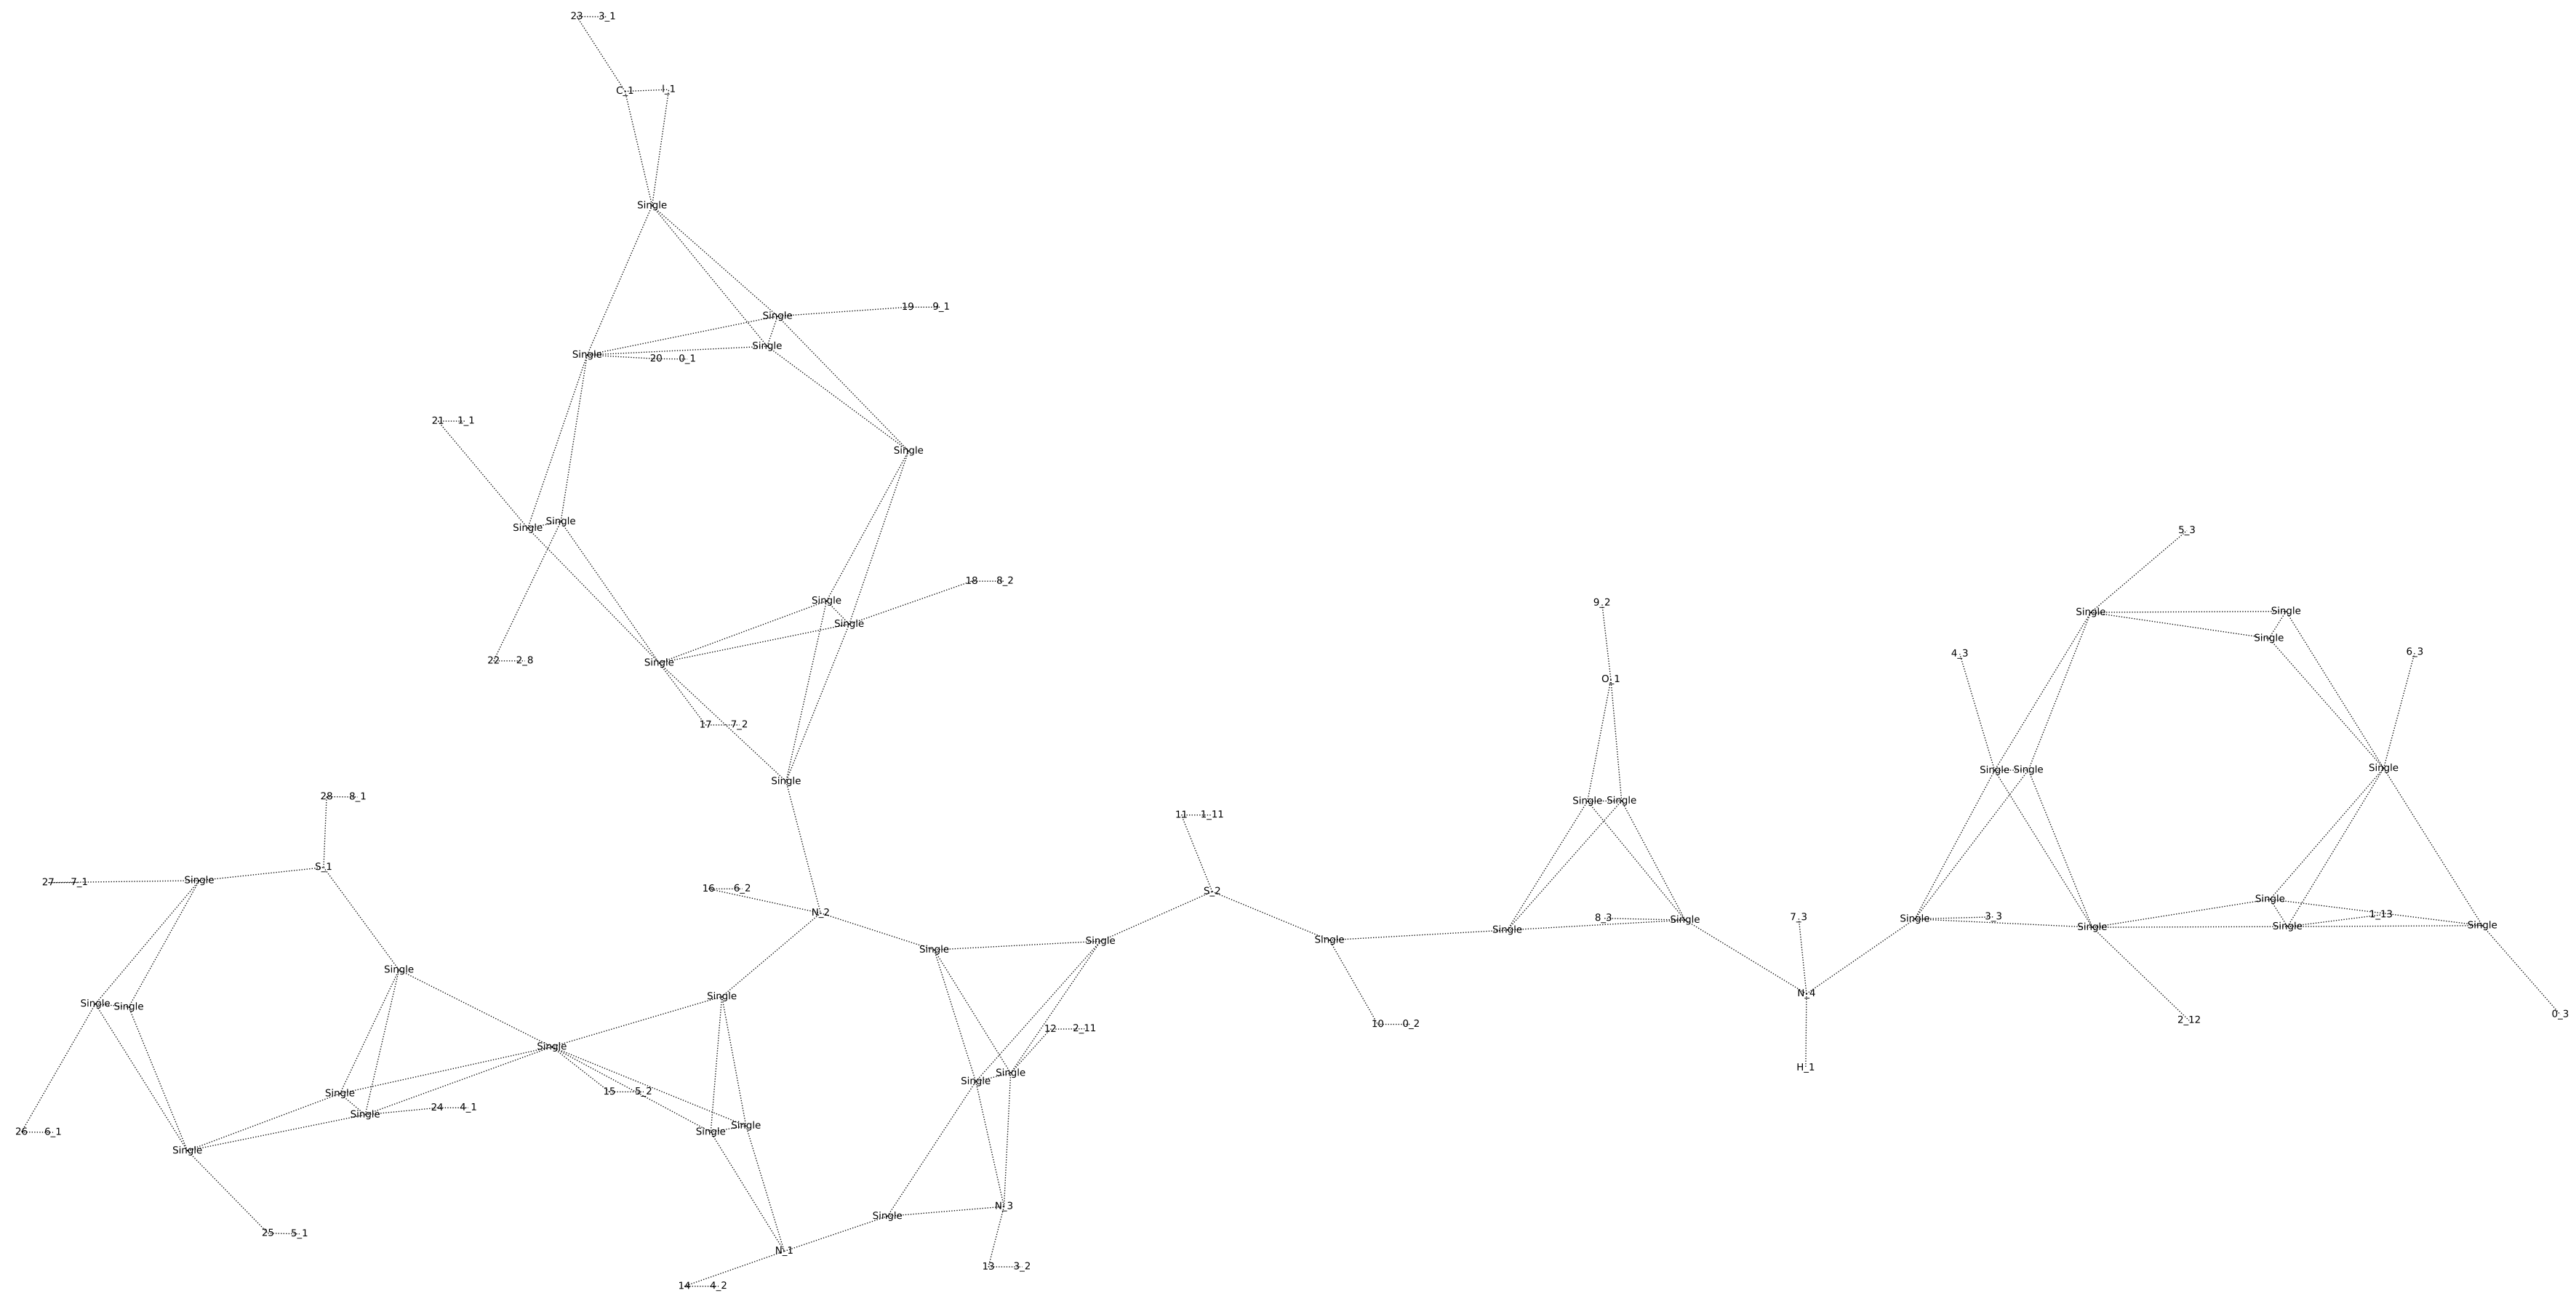 23 3_1
C_1 I_1
Single
Single 19 9_1
Single
Single 20 0_1
21 1_1
Single
Single Single
5_3
18 8_2
Single
9_2
Single Single
Single
Single
6_3
4_3
22 2_8
Single
O_1
17 7_2
Single
Single Single
Single
28 8_1
Single Single
11 1_11
S_1
27 7_1
Single
16 6_2
S_2
Single
N_2
1_13
8_3
Single
7_3
Single
3_3
Single
Single
Single
Single
Single
Single
Single
Single
Single
N_4
Single
Single Single
0_3
2_12
10 0_2
12 2_11
Single
H_1
Single
Single
15 5_2
Single
24 4_1
Single
Single
26 6_1
Single
Single
N_3
Single
25 5_1
N_1
13 3_2
14 4_2